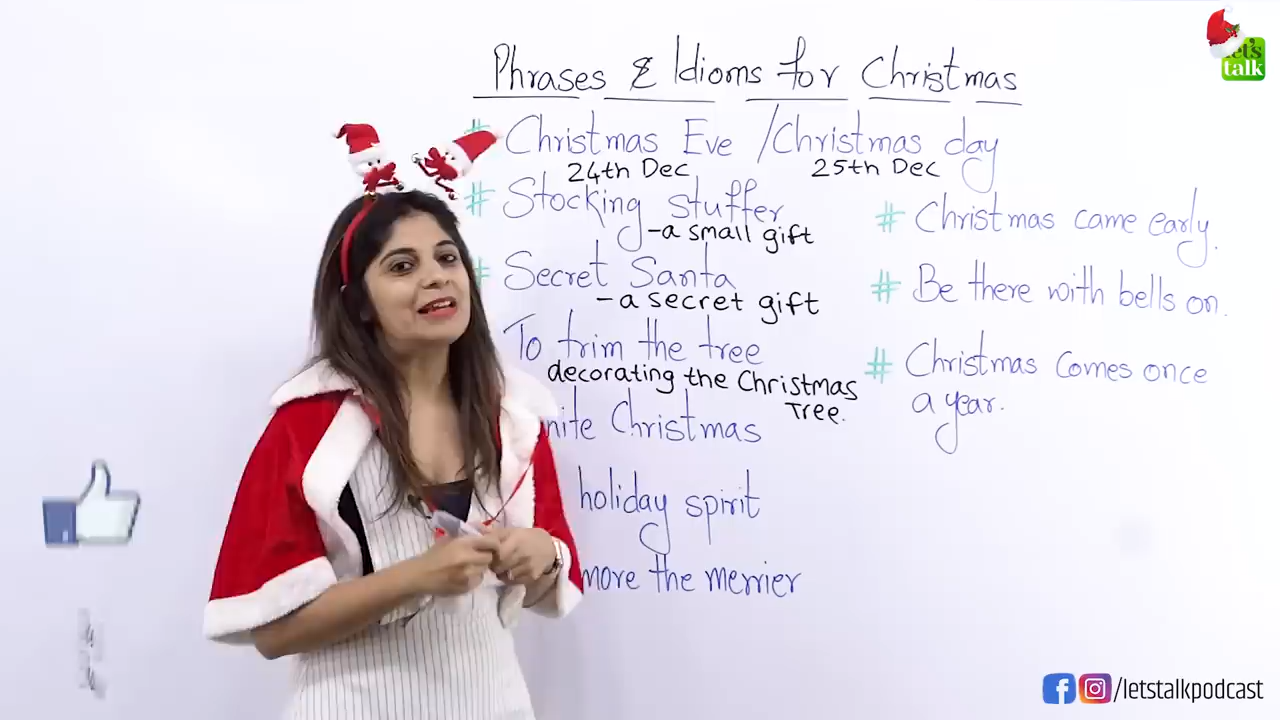 Phrases & Idioms for Christmas
# Christmas Eve / Christmas day
24th Dec 25th Dec
# Stocking stuffer
- a small gift
# Secret Santa
- a secret gift
To trim the tree
decorating the Christmas
Tree.
Christmas
holiday spirit
more the merrier
# Christmas came early.
# Be there with bells on.
# Christmas comes once
a year.
let's
talk
/letstalkpodcast